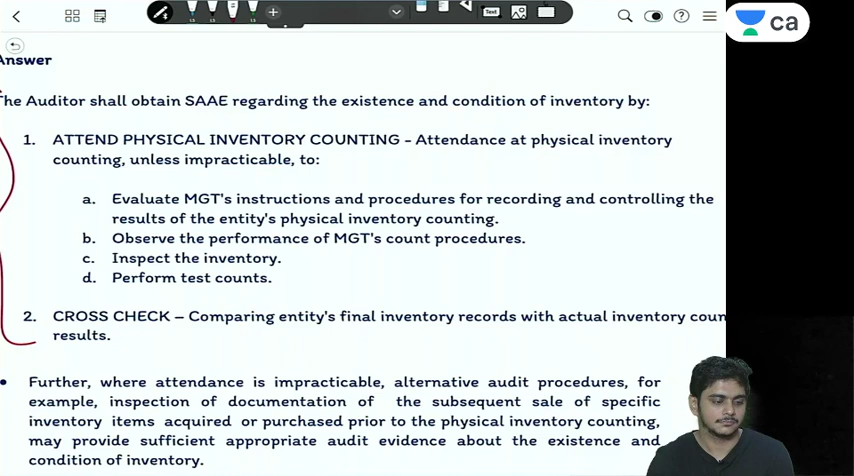 Text
ca
Answer
The Auditor shall obtain SAAE regarding the existence and condition of inventory by:
1. ATTEND PHYSICAL INVENTORY COUNTING - Attendance at physical inventory
counting, unless impracticable, to:
a. Evaluate MGT's instructions and procedures for recording and controlling the
results of the entity's physical inventory counting.
b. Observe the performance of MGT's count procedures.
c. Inspect the inventory.
d. Perform test counts.
2. CROSS CHECK – Comparing entity's final inventory records with actual inventory coun
results.
• Further, where attendance is impracticable, alternative audit procedures, for
example, inspection of documentation of the subsequent sale of specific
inventory items acquired or purchased prior to the physical inventory counting,
may provide sufficient appropriate audit evidence about the existence and
condition of inventory.